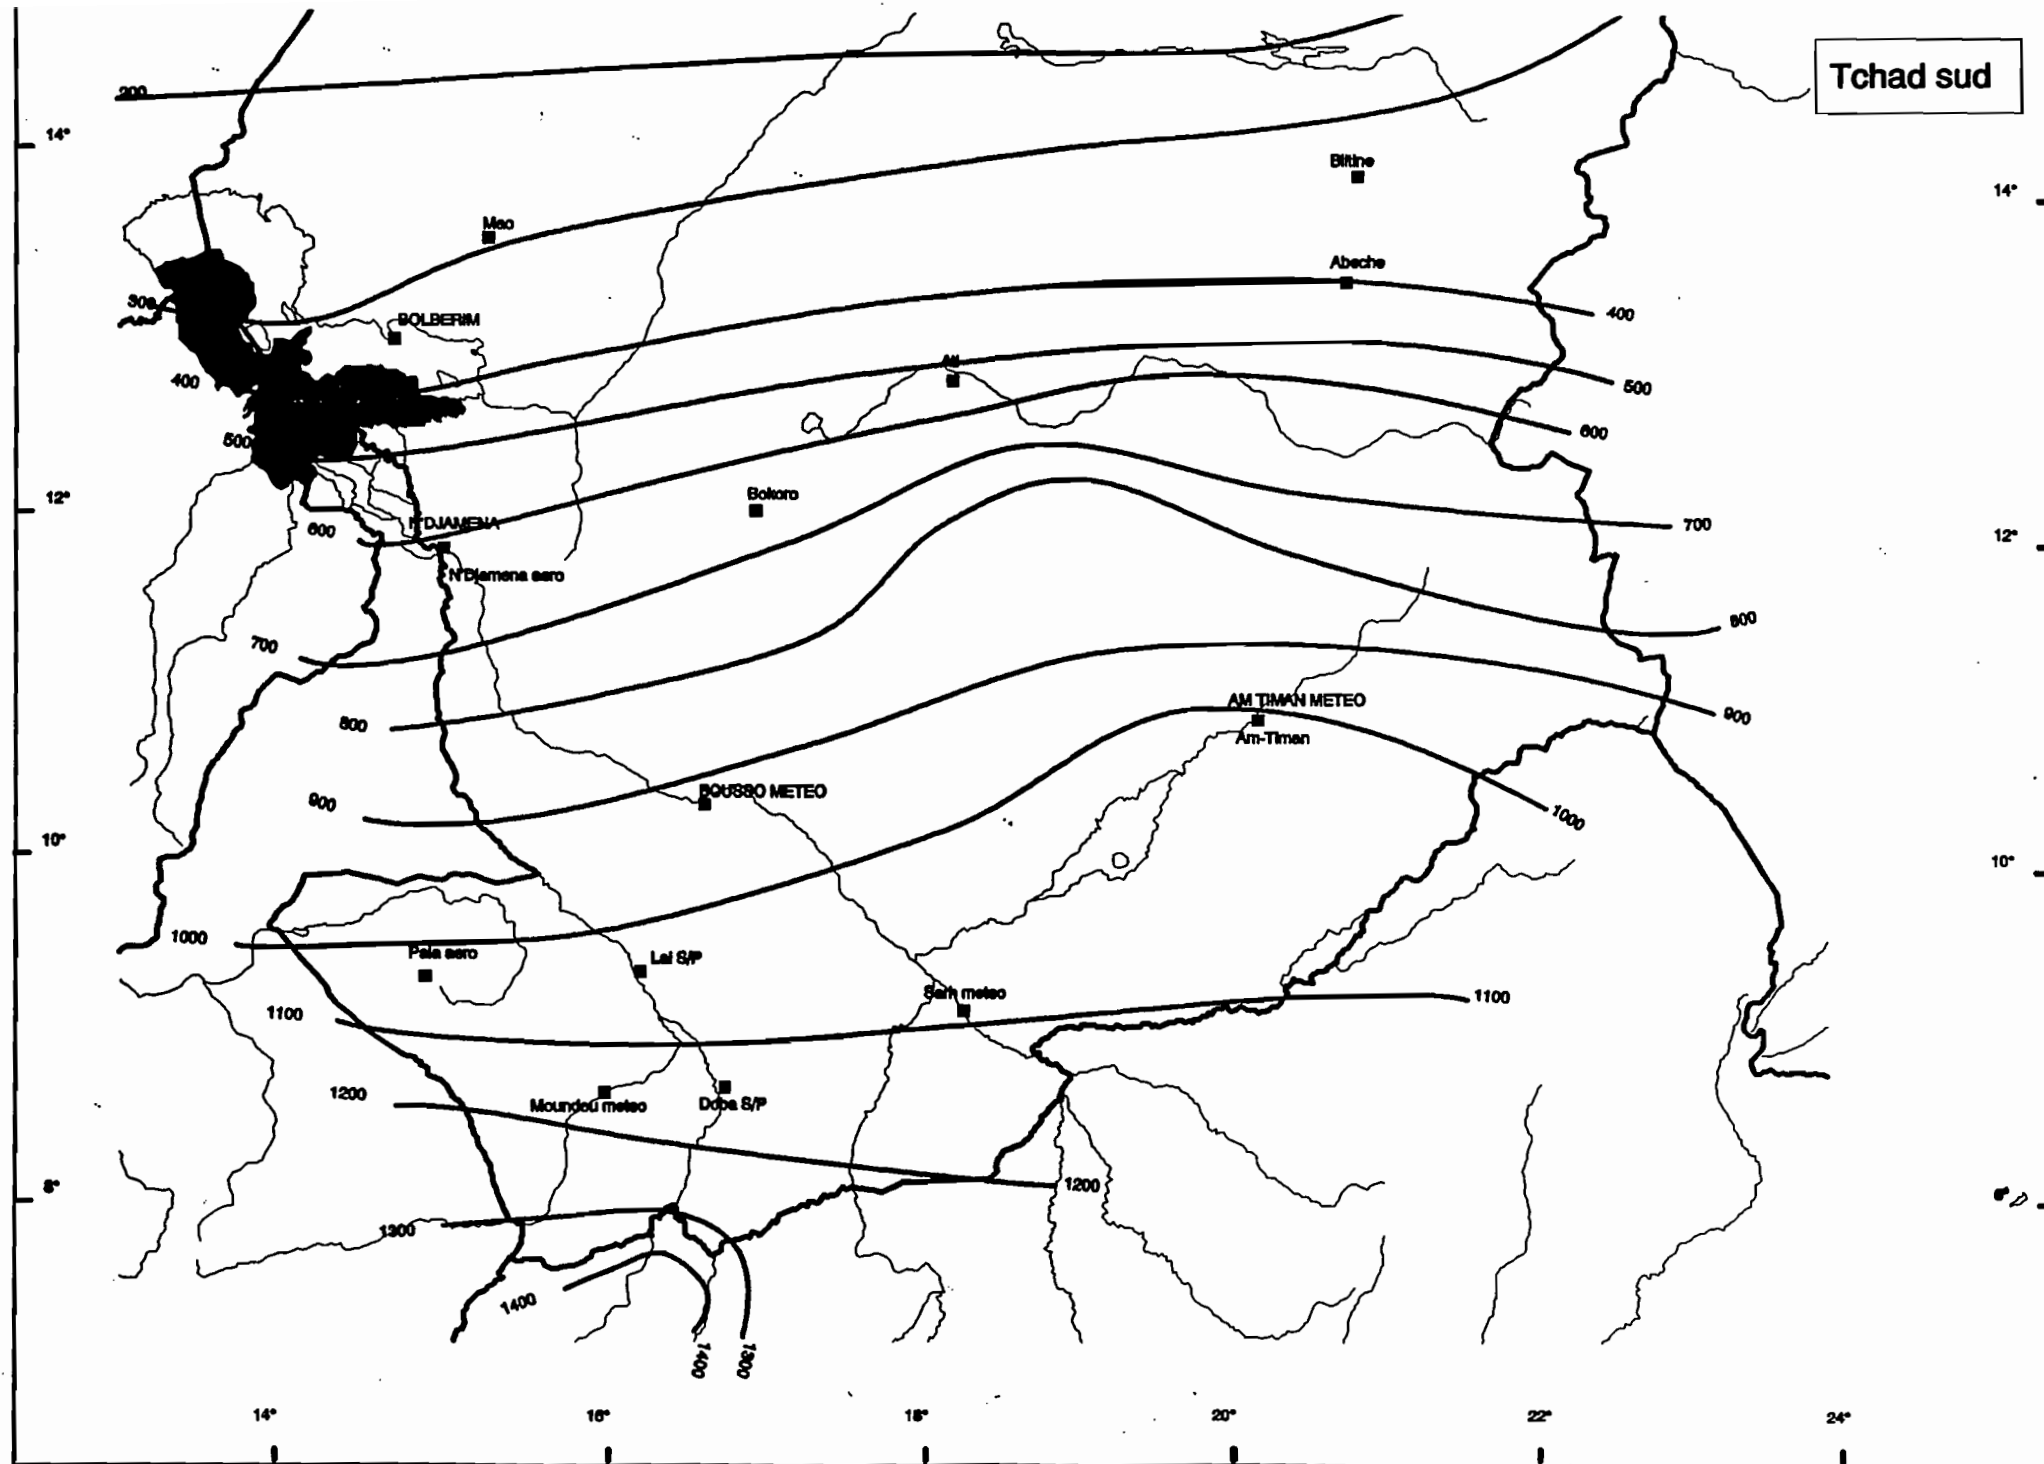 Tchad sud
200
14°
Biltine
14°
Mao
Abeche
300
400
BOLBERIM
Ati
400
500
500
600
12°
Bokoro
N'DJAMENA
600
700
12°
N'Djamena aero
700
800
AM TIMAN METEO
800
900
Am-Timan
BOUSSO METEO
900
1000
10°
10°
1000
Pala aero
Lai S/P
Sarh meteo
1100
1100
1200
Moundou meteo
Doba S/P
8°
1200
1300
1400
1400
1300
14°
16°
18°
20°
22°
24°